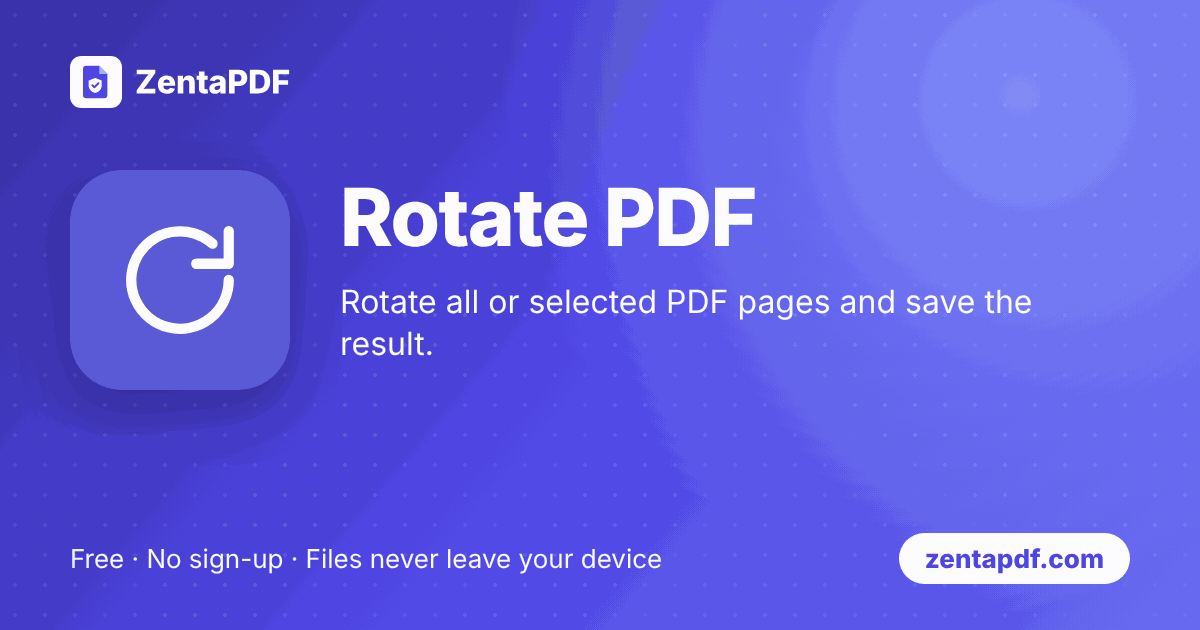 ZentaPDF
Rotate PDF
Rotate all or selected PDF pages and save the
result.
Free · No sign-up · Files never leave your device
zentapdf.com